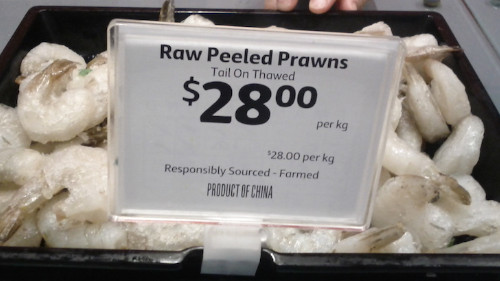 Raw Peeled Prawns
Tail On Thawed
$28.00
per kg
$28.00 per kg
Responsibly Sourced - Farmed
PRODUCT OF CHINA